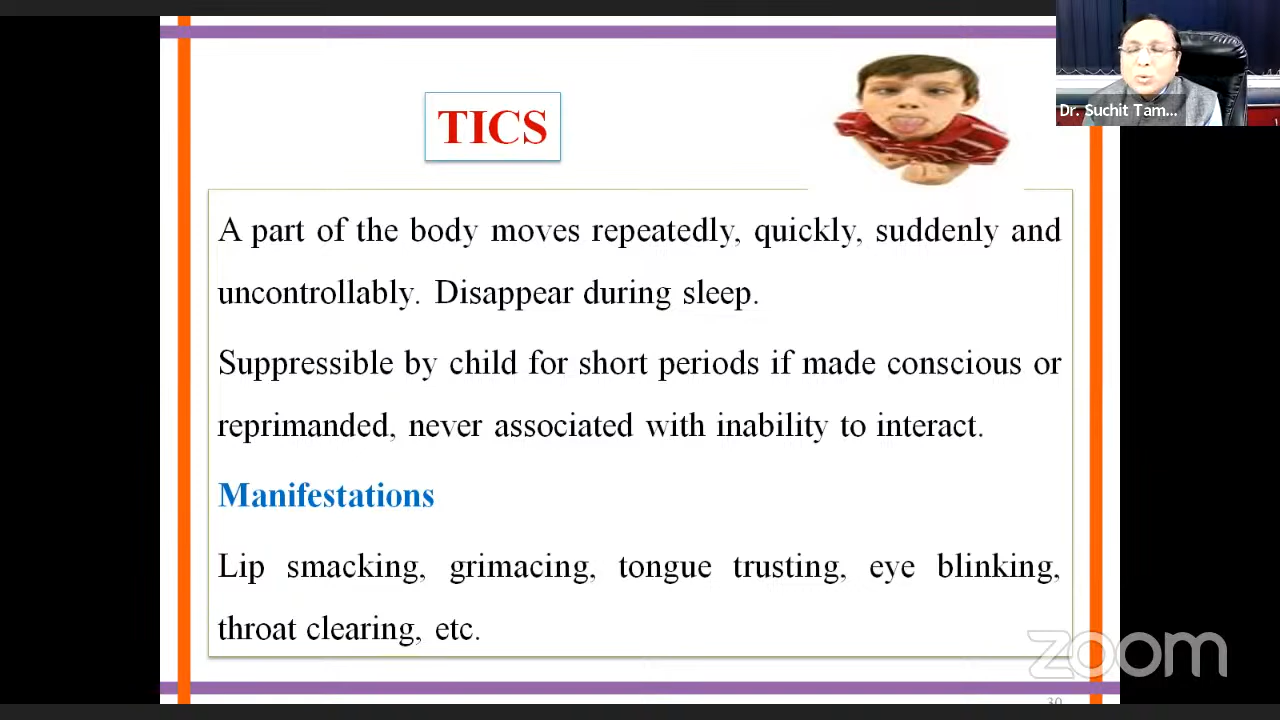 TICS
Dr. Suchit Tam...
A part of the body moves repeatedly, quickly, suddenly and
uncontrollably. Disappear during sleep.
Suppressible by child for short periods if made conscious or
reprimanded, never associated with inability to interact.
Manifestations
Lip smacking, grimacing, tongue trusting, eye blinking,
throat clearing, etc.
zoom
30